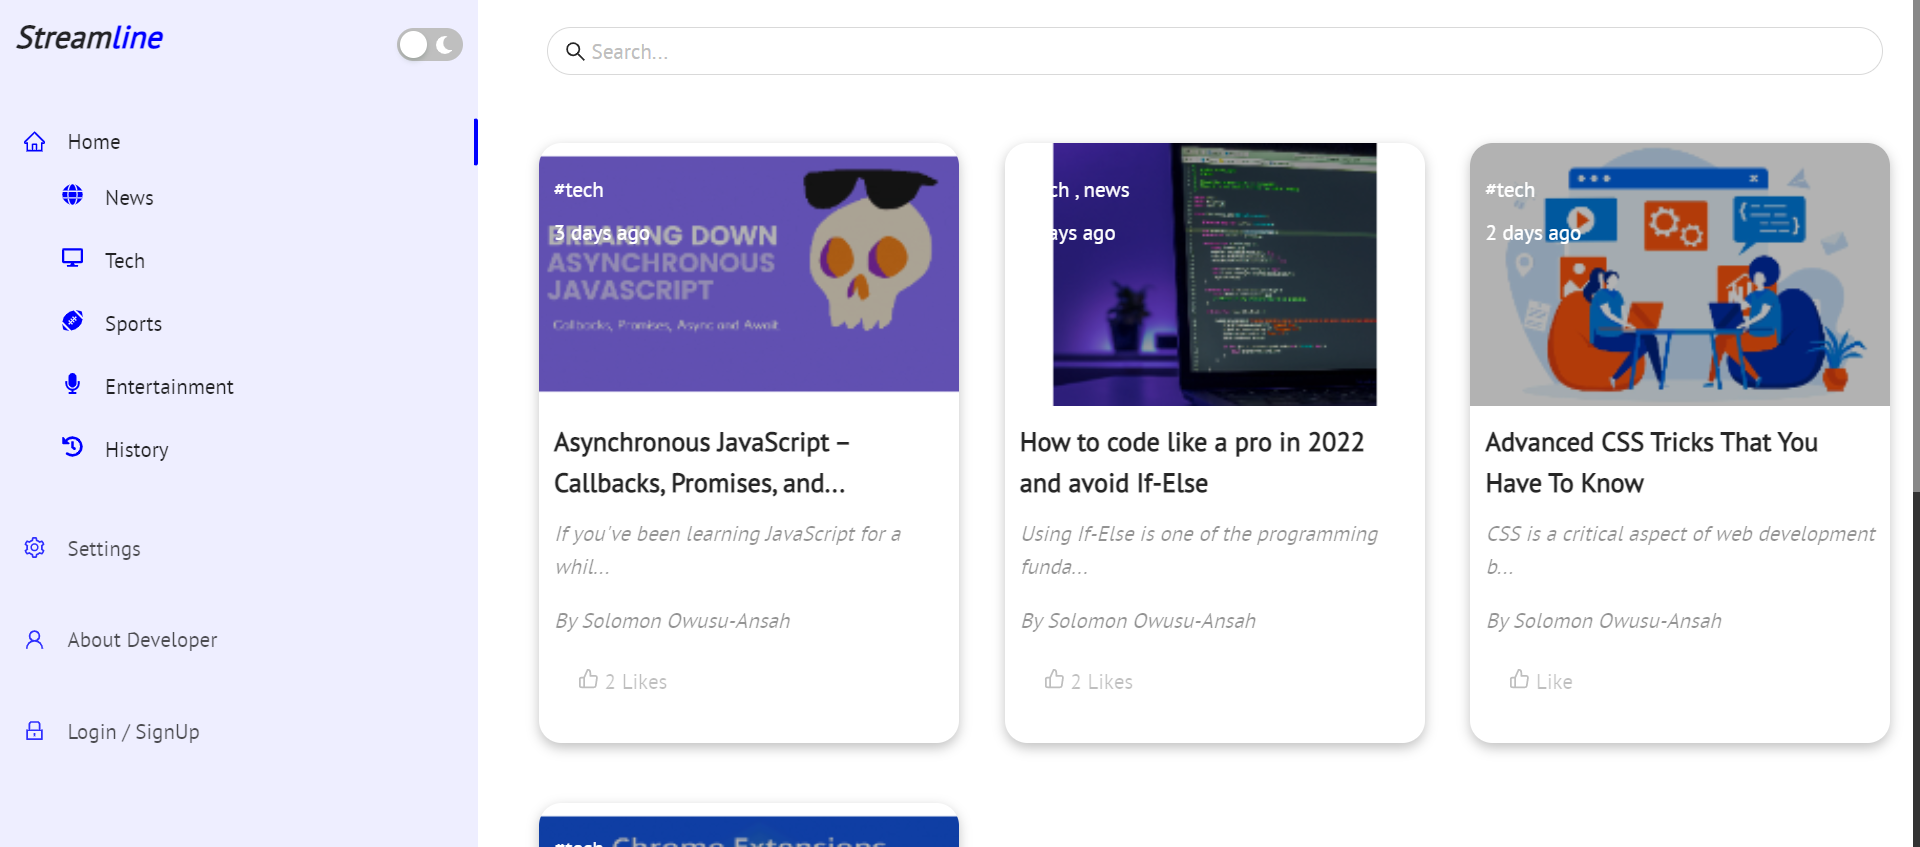 Streamline
Search...
Home
News
Tech
Sports
Entertainment
History
Settings
About Developer
Login / SignUp
#tech
3 days ago
BREAKING DOWN
ASYNCHRONOUS
JAVASCRIPT
Callbacks, Promises, Async and Await
Asynchronous JavaScript –
Callbacks, Promises, and...
If you've been learning JavaScript for a
whil...
By Solomon Owusu-Ansah
2 Likes
ch , news
ays ago
How to code like a pro in 2022
and avoid If-Else
Using If-Else is one of the programming
funda...
By Solomon Owusu-Ansah
2 Likes
#tech
2 days ago
Advanced CSS Tricks That You
Have To Know
CSS is a critical aspect of web development
b...
By Solomon Owusu-Ansah
Like
#tech
Chrome Extensions